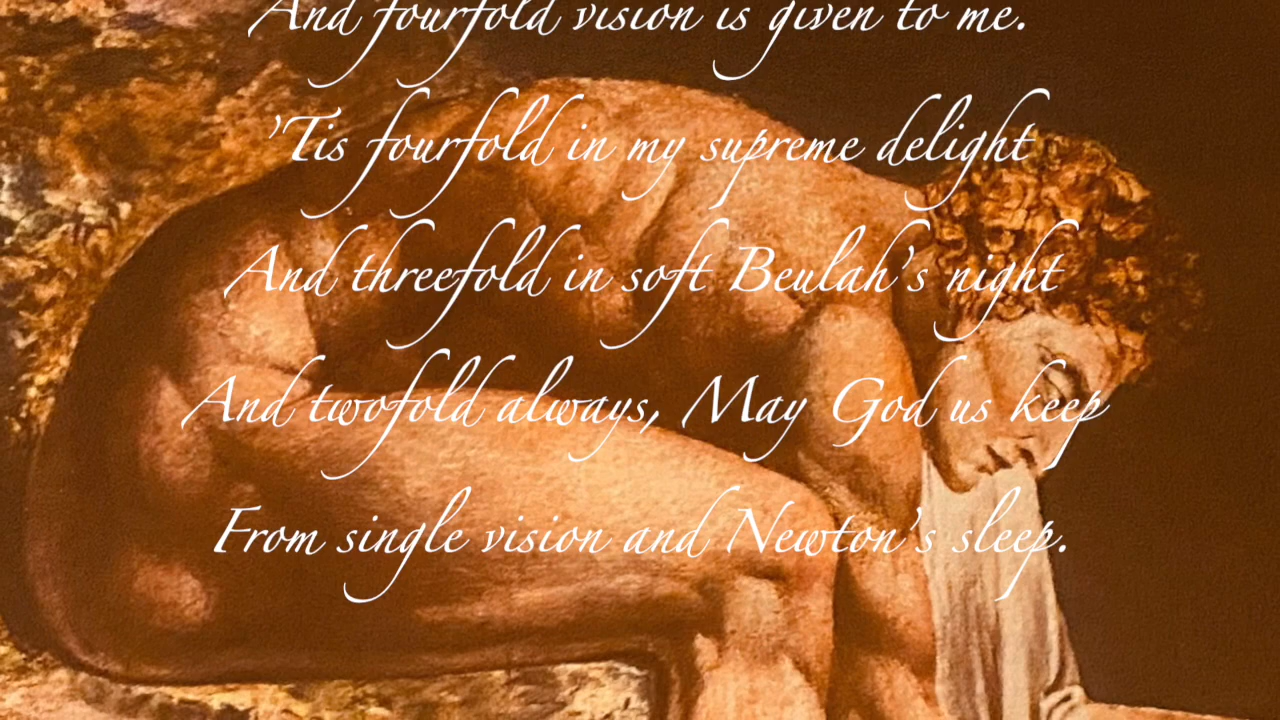 And fourfold vision is given to me.
'Tis fourfold in my supreme delight
And threefold in soft Beulah's night
And twofold always, May God us keep
From single vision and Newton's sleep.